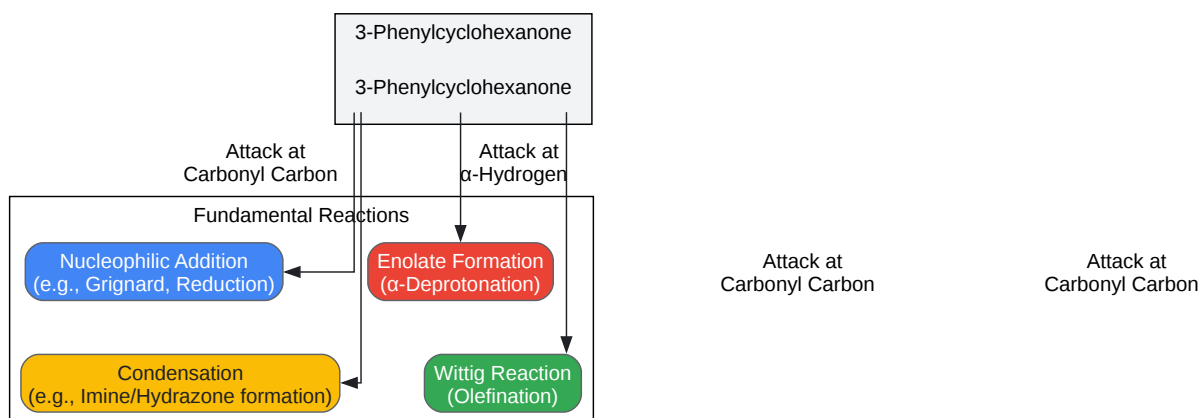 3-Phenylcyclohexanone
3-Phenylcyclohexanone
Attack at
Carbonyl Carbon
Attack at
α-Hydrogen
Fundamental Reactions
Nucleophilic Addition
(e.g., Grignard, Reduction)
Enolate Formation
(α-Deprotonation)
Attack at
Carbonyl Carbon
Attack at
Carbonyl Carbon
Condensation
(e.g., Imine/Hydrazone formation)
Wittig Reaction
(Olefination)